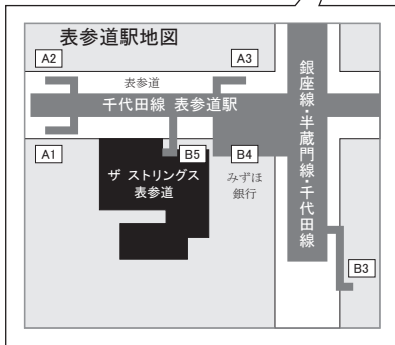 表参道駅地図
A2
A3
表参道
千代田線 表参道駅
銀座線・半蔵門線・千代田線
A1
B5
B4
ザ ストリングス
表参道
みずほ
銀行
B3